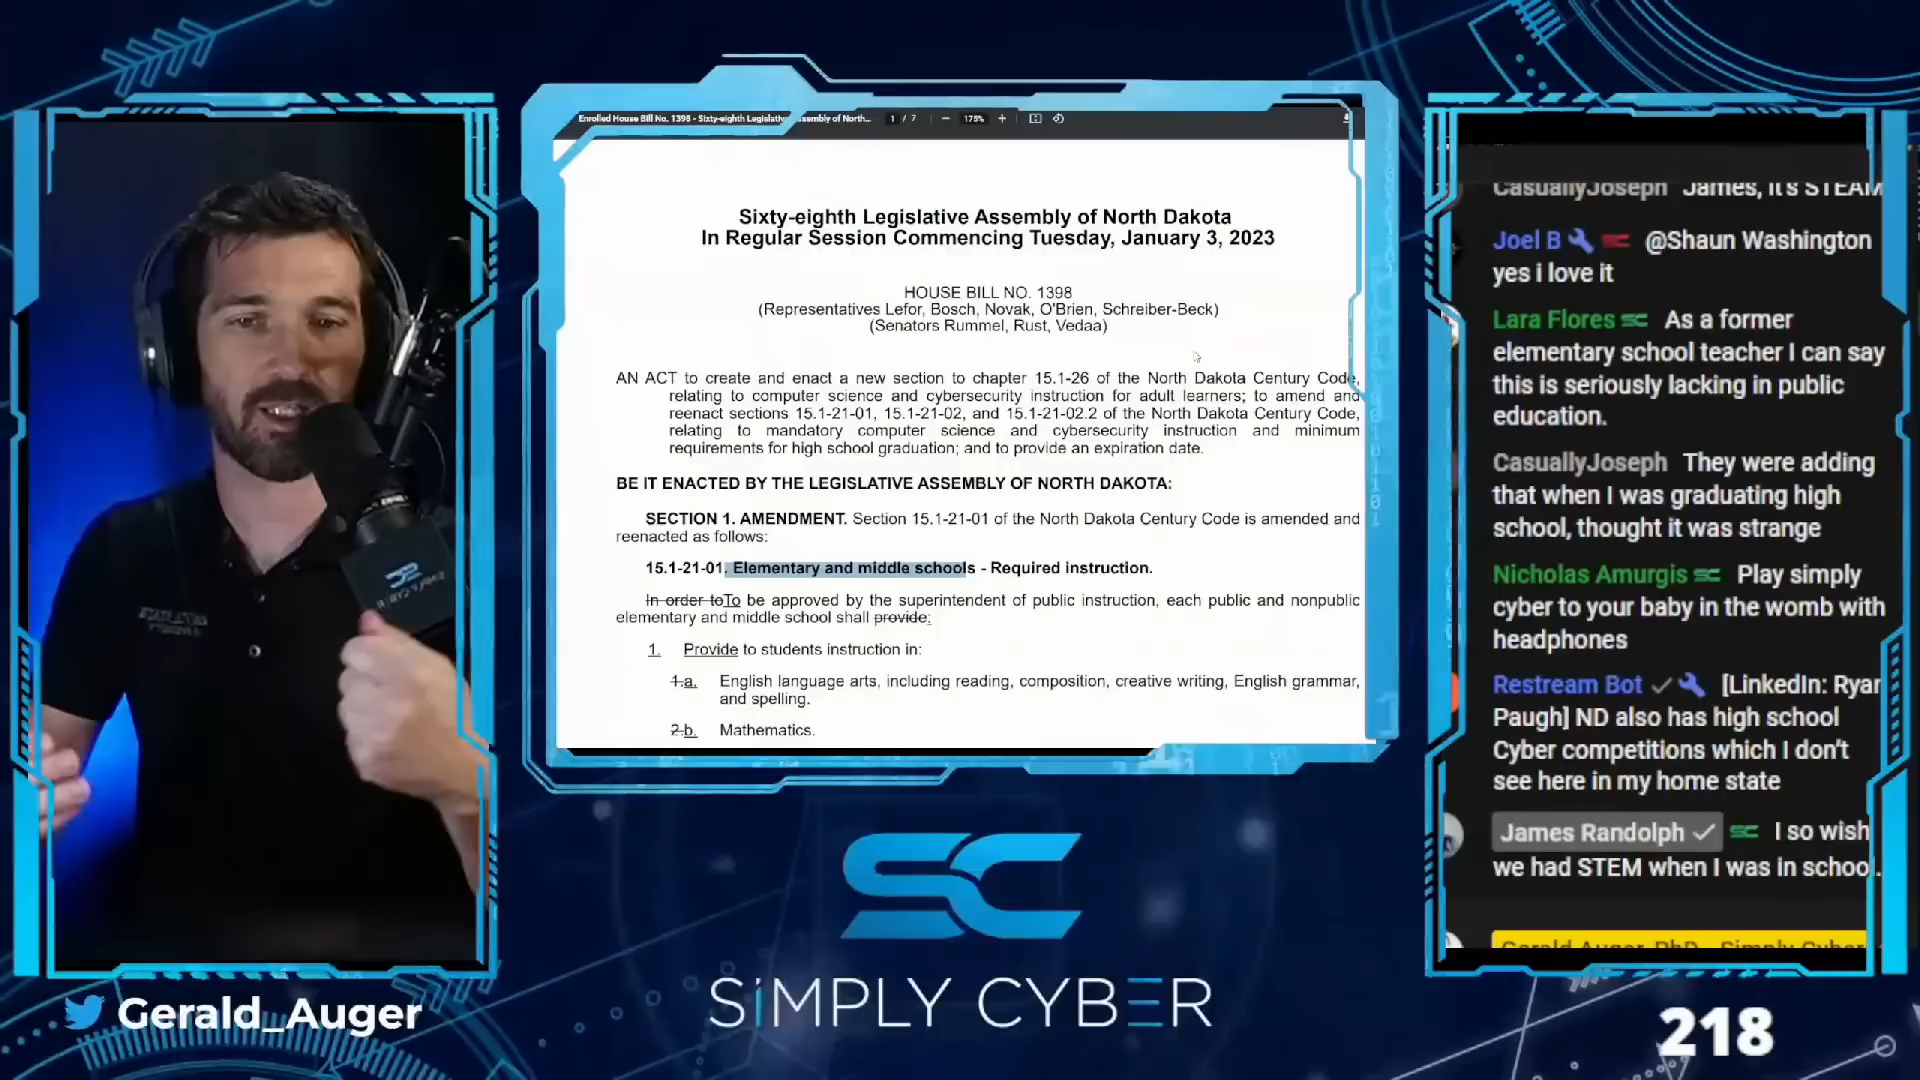 Enrolled House Bill No. 1398 - Sixty-eighth Legislative Assembly of North...
1 / 7
175%
Sixty-eighth Legislative Assembly of North Dakota
In Regular Session Commencing Tuesday, January 3, 2023
HOUSE BILL NO. 1398
(Representatives Lefor, Bosch, Novak, O'Brien, Schreiber-Beck)
(Senators Rummel, Rust, Vedaa)
AN ACT to create and enact a new section to chapter 15.1-26 of the North Dakota Century Code,
relating to computer science and cybersecurity instruction for adult learners; to amend and
reenact sections 15.1-21-01, 15.1-21-02, and 15.1-21-02.2 of the North Dakota Century Code,
relating to mandatory computer science and cybersecurity instruction and minimum
requirements for high school graduation; and to provide an expiration date.
BE IT ENACTED BY THE LEGISLATIVE ASSEMBLY OF NORTH DAKOTA:
SECTION 1. AMENDMENT. Section 15.1-21-01 of the North Dakota Century Code is amended and
reenacted as follows:
15.1-21-01. Elementary and middle schools - Required instruction.
In order toTo be approved by the superintendent of public instruction, each public and nonpublic
elementary and middle school shall provide:
1. Provide to students instruction in:
1.a. English language arts, including reading, composition, creative writing, English grammar,
and spelling.
2.b. Mathematics.
SC
SiMPLY CYBER
Gerald_Auger
CasuallyJoseph James, it's STEAM
Joel B @Shaun Washington
yes i love it
Lara Flores As a former
elementary school teacher I can say
this is seriously lacking in public
education.
CasuallyJoseph They were adding
that when I was graduating high
school, thought it was strange
Nicholas Amurgis Play simply
cyber to your baby in the womb with
headphones
Restream Bot [LinkedIn: Ryan
Paugh] ND also has high school
Cyber competitions which I don't
see here in my home state
James Randolph I so wish
we had STEM when I was in school.
Gerald Auger, PhD - Simply Cyber
218